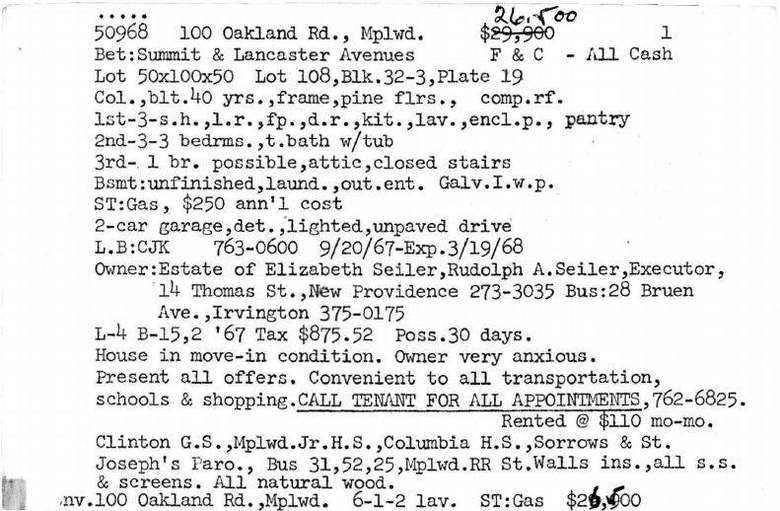 .....
26,500
50968 100 Oakland Rd., Mplwd. $29,900 1
Bet:Summit & Lancaster Avenues F & C - All Cash
Lot 50x100x50 Lot 108,Blk.32-3,Plate 19
Col.,blt.40 yrs.,frame,pine flrs., comp.rf.
1st-3-s.h.,l.r.,fp.,d.r.,kit.,lav.,encl.p., pantry
2nd-3-3 bedrms.,t.bath w/tub
3rd- 1 br. possible,attic,closed stairs
Bsmt:unfinished,laund.,out.ent. Galv.I.w.p.
ST:Gas, $250 ann'l cost
2-car garage,det.,lighted,unpaved drive
L.B:CJK 763-0600 9/20/67-Exp.3/19/68
Owner:Estate of Elizabeth Seiler,Rudolph A.Seiler,Executor,
14 Thomas St.,New Providence 273-3035 Bus:28 Bruen
Ave.,Irvington 375-0175
L-4 B-15,2 '67 Tax $875.52 Poss.30 days.
House in move-in condition. Owner very anxious.
Present all offers. Convenient to all transportation,
schools & shopping.CALL TENANT FOR ALL APPOINTMENTS,762-6825.
Rented @ $110 mo-mo.
Clinton G.S.,Mplwd.Jr.H.S.,Columbia H.S.,Sorrows & St.
Joseph's Paro., Bus 31,52,25,Mplwd.RR St.Walls ins.,all s.s.
& screens. All natural wood.
nv.100 Oakland Rd.,Mplwd. 6-1-2 lav. ST:Gas $26,500